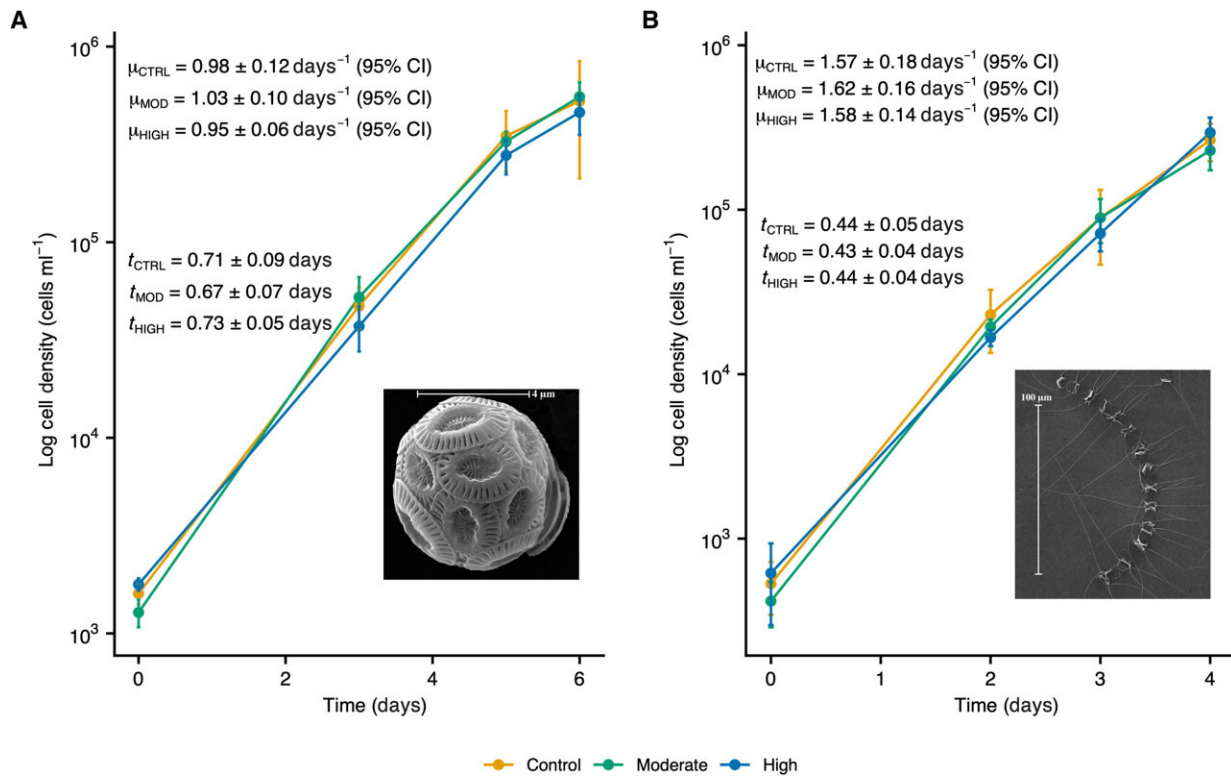 A
10⁶
μCTRL = 0.98 ± 0.12 days⁻¹ (95% CI)
μMOD = 1.03 ± 0.10 days⁻¹ (95% CI)
μHIGH = 0.95 ± 0.06 days⁻¹ (95% CI)
10⁵
tCTRL = 0.71 ± 0.09 days
tMOD = 0.67 ± 0.07 days
tHIGH = 0.73 ± 0.05 days
10⁴
10³
Log cell density (cells ml⁻¹)
4 μm
0 2 4 6
Time (days)
B
10⁶
μCTRL = 1.57 ± 0.18 days⁻¹ (95% CI)
μMOD = 1.62 ± 0.16 days⁻¹ (95% CI)
μHIGH = 1.58 ± 0.14 days⁻¹ (95% CI)
10⁵
tCTRL = 0.44 ± 0.05 days
tMOD = 0.43 ± 0.04 days
tHIGH = 0.44 ± 0.04 days
10⁴
10³
Log cell density (cells ml⁻¹)
100 μm
0 1 2 3 4
Time (days)
Control Moderate High